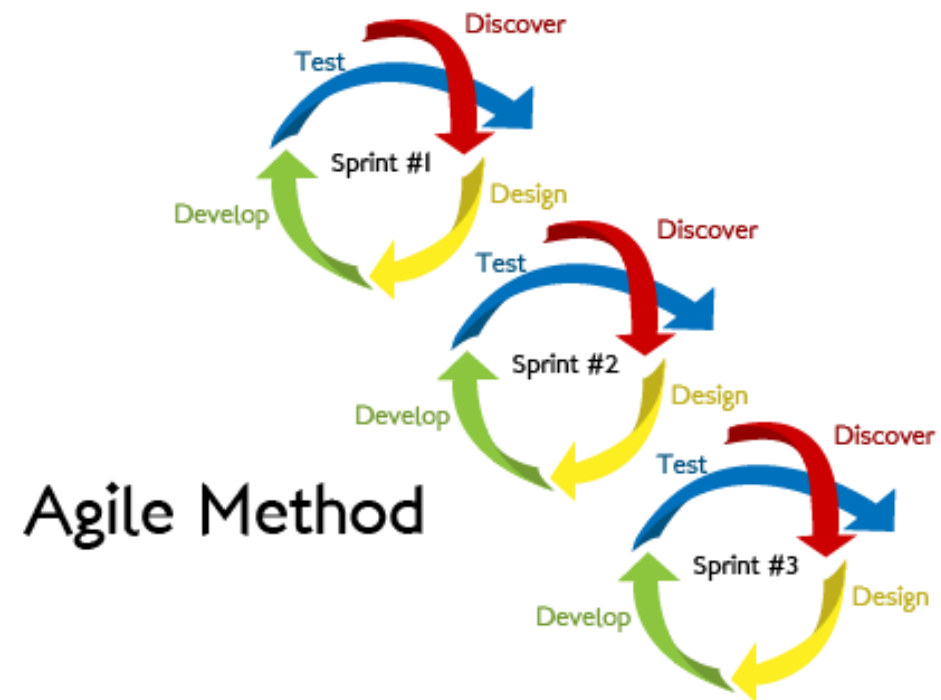 Discover
Test
Sprint #1
Design
Develop
Discover
Test
Sprint #2
Design
Develop
Discover
Test
Agile Method
Sprint #3
Design
Develop